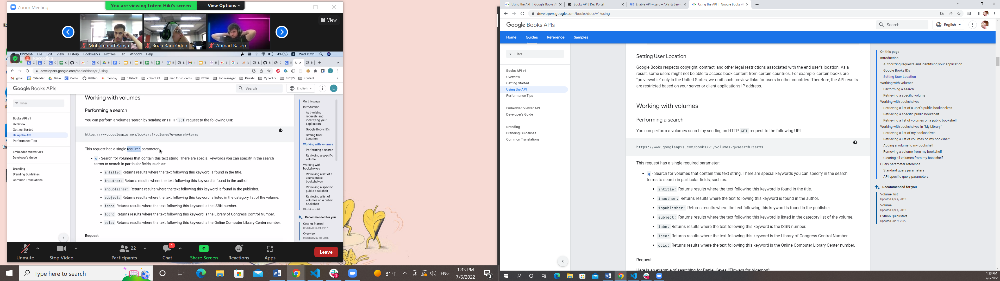 Zoom Meeting
You are viewing Lotem Hiki's screen
View Options
View
Mohammad Yahya
Roaa Bani Odeh
Ahmad Basem
Chrome File Edit View History Bookmarks Profiles Tab Window Help
54%
Wed 13:31
Recording
developers.google.com/books/docs/v1/using
gmail Calendar Drive Codio GitHub monday fullstack cohort 23 mac for students מיונים Job manager Rawabi CyberArk לקוחות content
Google Books APIs
Search
English
L
Filter
Books API v1
Overview
Getting Started
Using the API
Performance Tips
Embedded Viewer API
Developer's Guide
Branding
Branding Guidelines
Common Translations
Working with volumes
Performing a search
You can perform a volumes search by sending an HTTP GET request to the following URI:
https://www.googleapis.com/books/v1/volumes?q=search+terms
This request has a single required parameter:
q - Search for volumes that contain this text string. There are special keywords you can specify in the search
terms to search in particular fields, such as:
intitle: Returns results where the text following this keyword is found in the title.
inauthor: Returns results where the text following this keyword is found in the author.
inpublisher: Returns results where the text following this keyword is found in the publisher.
subject: Returns results where the text following this keyword is listed in the category list of the volume.
isbn: Returns results where the text following this keyword is the ISBN number.
lccn: Returns results where the text following this keyword is the Library of Congress Control Number.
oclc: Returns results where the text following this keyword is the Online Computer Library Center number.
Request
On this page
Introduction
Authorizing
requests and
identifying your
application
Google Books IDs
Setting User
Location
Working with volumes
Performing a search
Retrieving a specific
volume
Working with
bookshelves
Retrieving a list of a
user's public
bookshelves
Retrieving a specific
public bookshelf
Retrieving a list of
volumes on a public
bookshelf
Working with
Recommended for you
Getting Started
Updated Feb 24, 2017
Overview
Updated May 18, 2015
Unmute
Stop Video
22
Participants
1
Chat
Share Screen
Reactions
Apps
Leave
Type here to search
81°F
ENG
1:33 PM
7/6/2022
3
Using the API | Google Books A
Books API | Dev Portal
API Enable API wizard – APIs & Servi
Using the API | Google Books A
developers.google.com/books/docs/v1/using
Google Books APIs
Search
English
Home Guides Reference Samples
Filter
Books API v1
Overview
Getting Started
Using the API
Performance Tips
Embedded Viewer API
Developer's Guide
Branding
Branding Guidelines
Common Translations
Setting User Location
Google Books respects copyright, contract, and other legal restrictions associated with the end user's location. As a
result, some users might not be able to access book content from certain countries. For example, certain books are
"previewable" only in the United States; we omit such preview links for users in other countries. Therefore, the API results
are restricted based on your server or client application's IP address.
Working with volumes
Performing a search
You can perform a volumes search by sending an HTTP GET request to the following URI:
https://www.googleapis.com/books/v1/volumes?q=search+terms
This request has a single required parameter:
q - Search for volumes that contain this text string. There are special keywords you can specify in the search
terms to search in particular fields, such as:
intitle: Returns results where the text following this keyword is found in the title.
inauthor: Returns results where the text following this keyword is found in the author.
inpublisher: Returns results where the text following this keyword is found in the publisher.
subject: Returns results where the text following this keyword is listed in the category list of the volume.
isbn: Returns results where the text following this keyword is the ISBN number.
lccn: Returns results where the text following this keyword is the Library of Congress Control Number.
oclc: Returns results where the text following this keyword is the Online Computer Library Center number.
Request
Here is an example of searching for Daniel Keyes' "Flowers for Algernon":
On this page
Introduction
Authorizing requests and identifying your application
Google Books IDs
Setting User Location
Working with volumes
Performing a search
Retrieving a specific volume
Working with bookshelves
Retrieving a list of a user's public bookshelves
Retrieving a specific public bookshelf
Retrieving a list of volumes on a public bookshelf
Working with bookshelves in "My Library"
Retrieving a list of my bookshelves
Retrieving a list of volumes on my bookshelf
Adding a volume to my bookshelf
Removing a volume from my bookshelf
Clearing all volumes from my bookshelf
Query parameter reference
Standard query parameters
API-specific query parameters
Recommended for you
Volume: list
Updated Apr 4, 2012
Volume
Updated Apr 4, 2012
Python Quickstart
Updated Jun 9, 2022
1:33 PM
7/6/2022